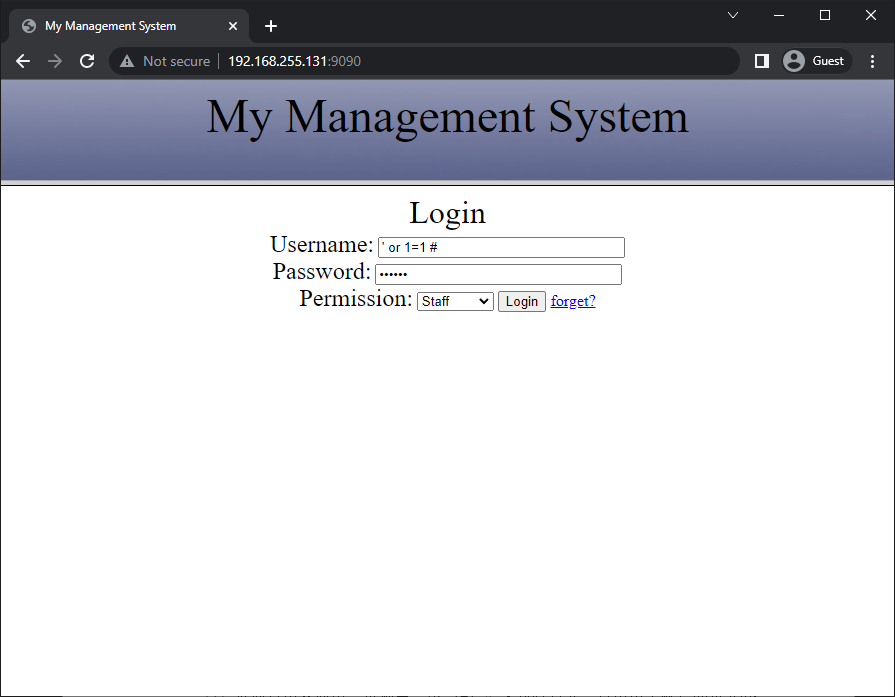 My Management System
Not secure 192.168.255.131:9090
Guest
My Management System
Login
Username: ' or 1=1 #
Password: ••••••
Permission: Staff Login forget?